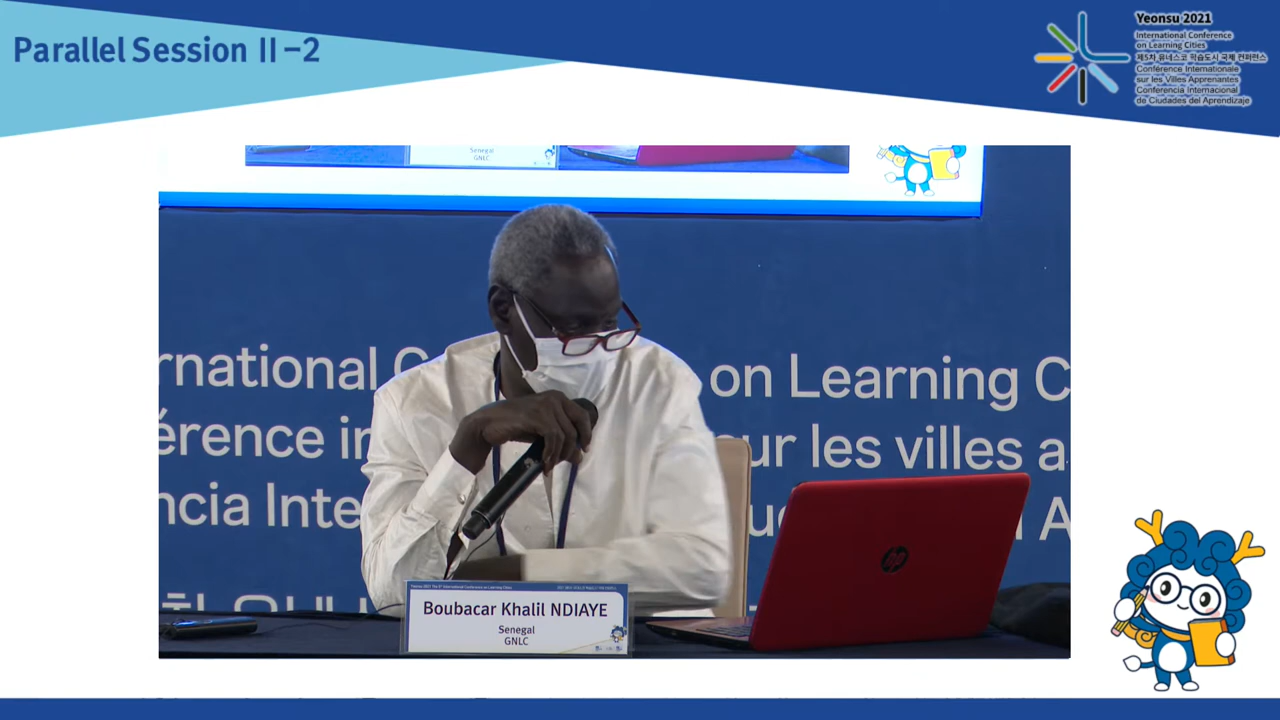 Parallel Session II-2
Yeonsu 2021
International Conference
on Learning Cities
제5차 유네스코 학습도시 국제 컨퍼런스
Conférence Internationale
sur les Villes Apprenantes
Conferencia Internacional
de Ciudades del Aprendizaje
Senegal
GNLC
rnational C on Learning C
érence in ur les villes a
ncia Inte A
hp
Boubacar Khalil NDIAYE
Senegal
GNLC